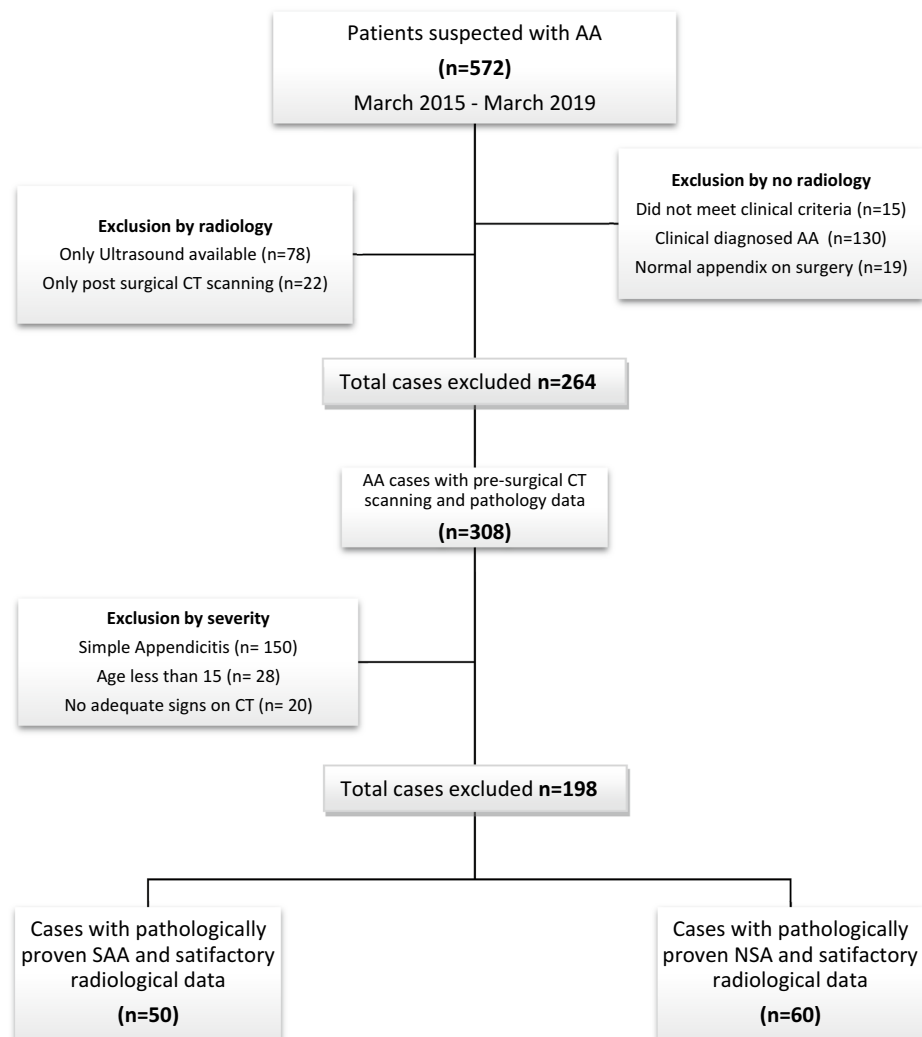 Patients suspected with AA
(n=572)
March 2015 - March 2019
Exclusion by radiology
Only Ultrasound available (n=78)
Only post surgical CT scanning (n=22)
Exclusion by no radiology
Did not meet clinical criteria (n=15)
Clinical diagnosed AA (n=130)
Normal appendix on surgery (n=19)
Total cases excluded n=264
AA cases with pre-surgical CT
scanning and pathology data
(n=308)
Exclusion by severity
Simple Appendicitis (n= 150)
Age less than 15 (n= 28)
No adequate signs on CT (n= 20)
Total cases excluded n=198
Cases with pathologically
proven SAA and satifactory
radiological data
(n=50)
Cases with pathologically
proven NSA and satifactory
radiological data
(n=60)